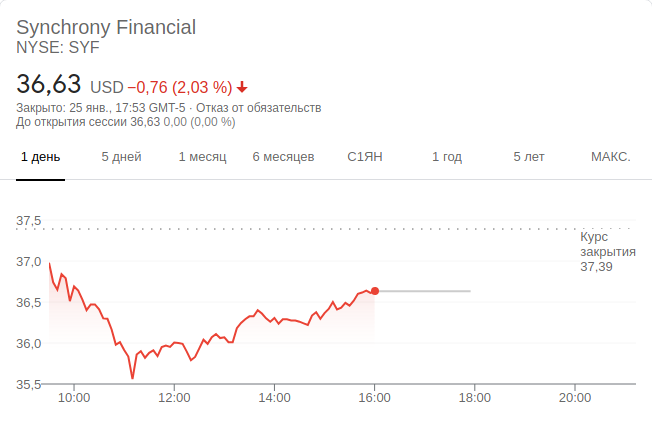 Synchrony Financial
NYSE: SYF
36,63 USD −0,76 (2,03 %)
Закрыто: 25 янв., 17:53 GMT-5 · Отказ от обязательств
До открытия сессии 36,63 0,00 (0,00 %)
1 день 5 дней 1 месяц 6 месяцев С1ЯН 1 год 5 лет МАКС.
37,5
Курс
закрытия
37,39
37,0
36,5
36,0
35,5
10:00 12:00 14:00 16:00 18:00 20:00